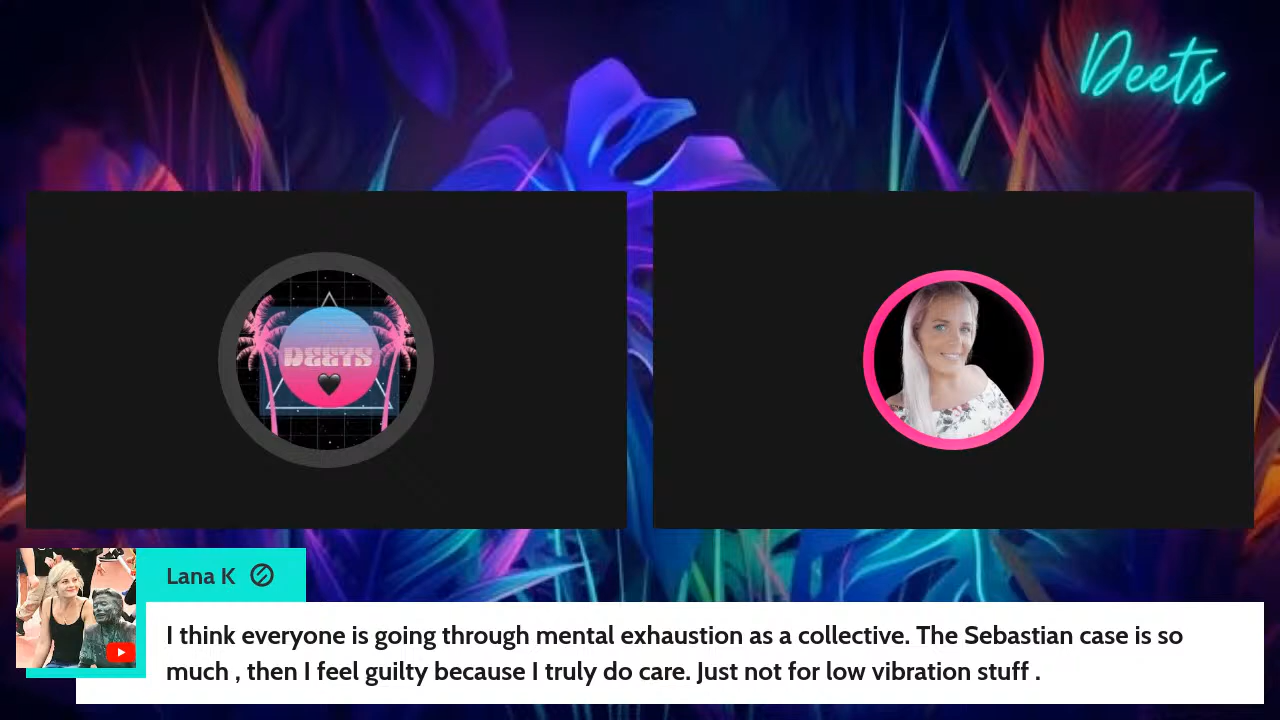 Deets
DEETS
Lana K
I think everyone is going through mental exhaustion as a collective. The Sebastian case is so
much , then I feel guilty because I truly do care. Just not for low vibration stuff .